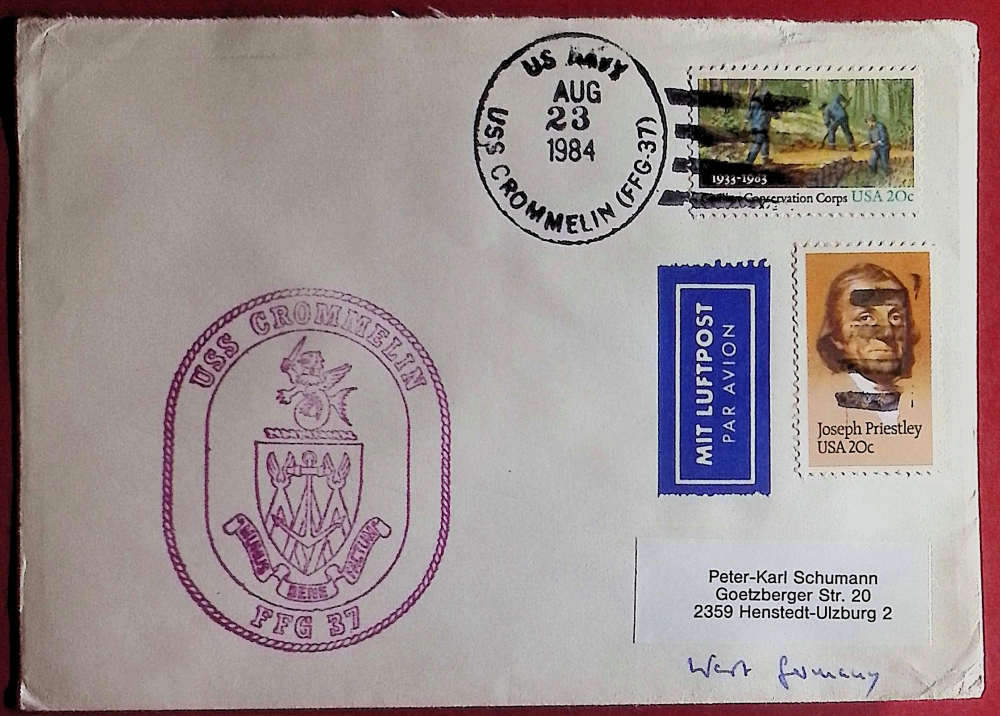 US NAVY
AUG
23
1984
USS CROMMELIN (FFG-37)
1933-1983
Civilian Conservation Corps USA 20c
MIT LUFTPOST
PAR AVION
Joseph Priestley
USA 20c
USS CROMMELIN
BENE
FFG 37
Peter-Karl Schumann
Goetzberger Str. 20
2359 Henstedt-Ulzburg 2
West Germany